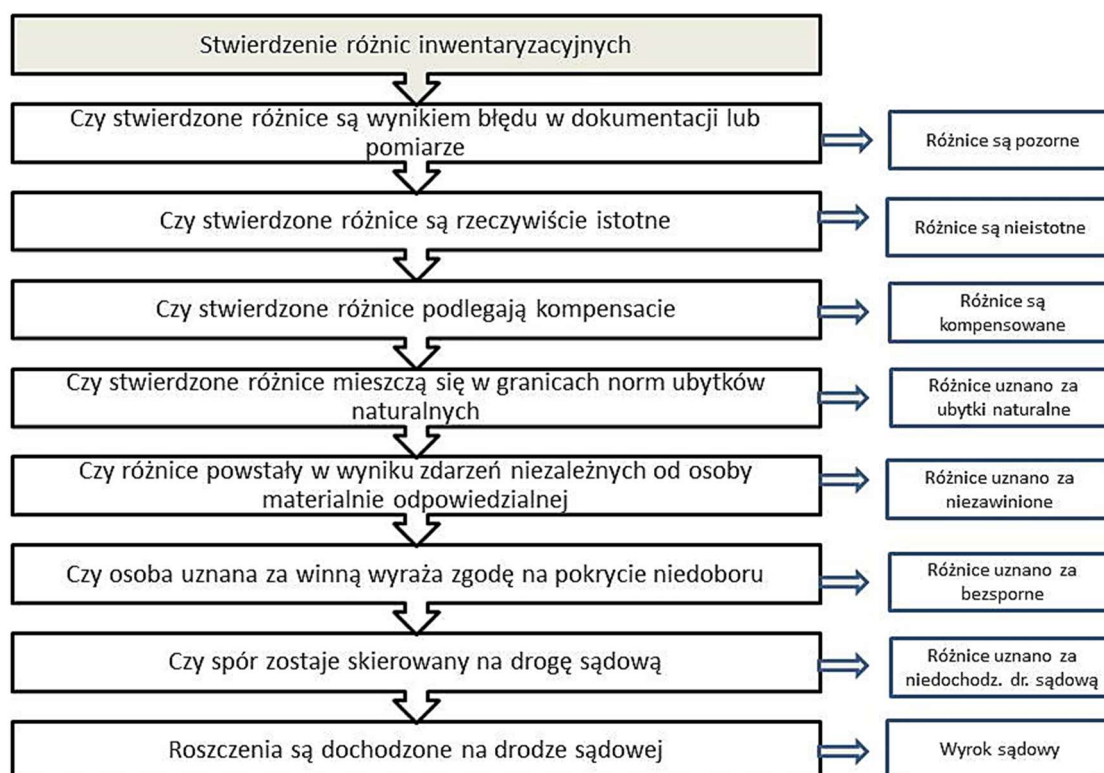 Stwierdzenie różnic inwentaryzacyjnych
Czy stwierdzone różnice są wynikiem błędu w dokumentacji lub
pomiarze
Różnice są pozorne
Czy stwierdzone różnice są rzeczywiście istotne
Różnice są nieistotne
Czy stwierdzone różnice podlegają kompensacie
Różnice są
kompensowane
Czy stwierdzone różnice mieszczą się w granicach norm ubytków
naturalnych
Różnice uznano za
ubytki naturalne
Czy różnice powstały w wyniku zdarzeń niezależnych od osoby
materialnie odpowiedzialnej
Różnice uznano za
niezawinione
Czy osoba uznana za winną wyraża zgodę na pokrycie niedoboru
Różnice uznano za
bezsporne
Czy spór zostaje skierowany na drogę sądową
Różnice uznano za
niedochodz. dr. sądową
Roszczenia są dochodzone na drodze sądowej
Wyrok sądowy